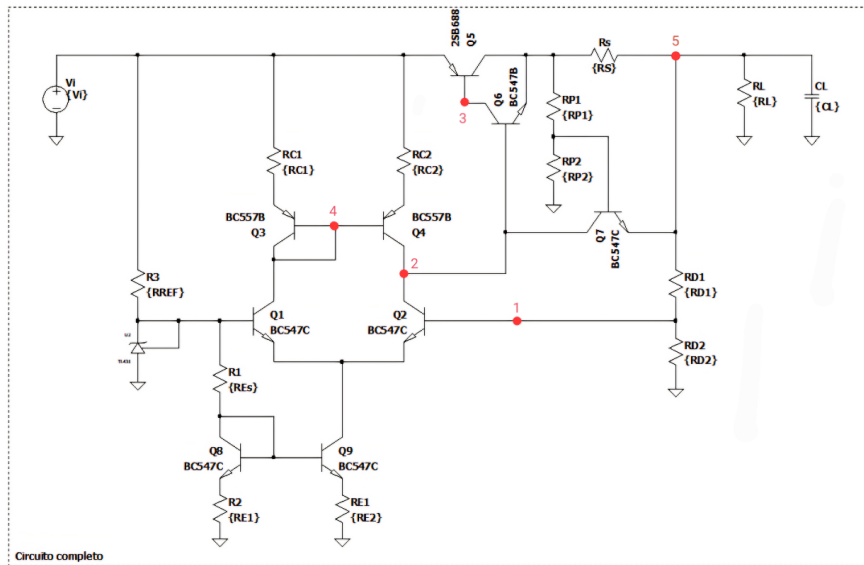 2SB688
Q5
Rs
{RS}
5
Vi
{Vi}
3
Q6
BC547B
RP1
{RP1}
RL
{RL}
CL
{CL}
RC1
{RC1}
RC2
{RC2}
RP2
{RP2}
BC557B
Q3
4
BC557B
Q4
Q7
BC547C
2
R3
{RREF}
Q1
BC547C
Q2
BC547C
1
RD1
{RD1}
RD2
{RD2}
R1
{REs}
Q8
BC547C
Q9
BC547C
R2
{RE1}
RE1
{RE2}
Circuito completo